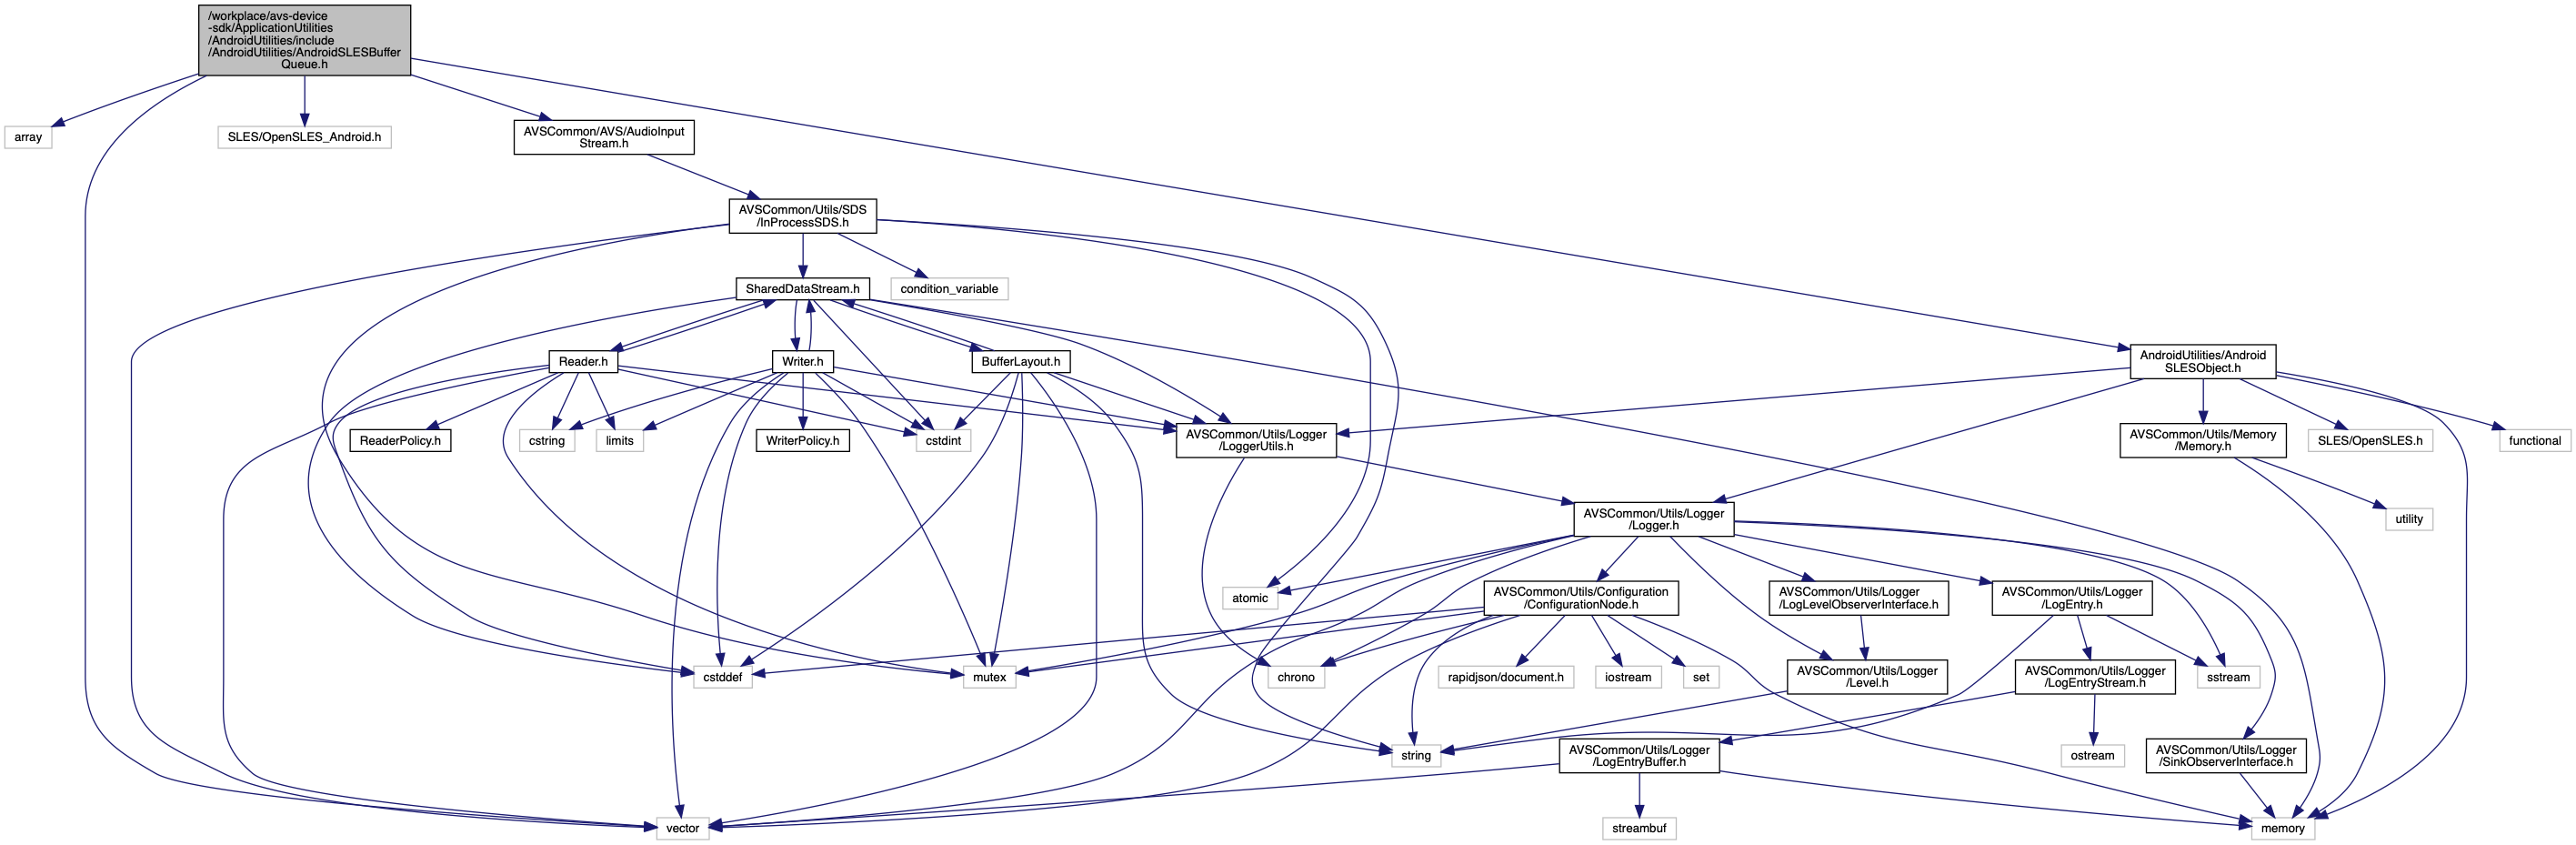 /workplace/avs-device
-sdk/ApplicationUtilities
/AndroidUtilities/include
/AndroidUtilities/AndroidSLESBuffer
Queue.h
array
SLES/OpenSLES_Android.h
AVSCommon/AVS/AudioInput
Stream.h
AVSCommon/Utils/SDS
/InProcessSDS.h
SharedDataStream.h
condition_variable
Reader.h
Writer.h
BufferLayout.h
AndroidUtilities/Android
SLESObject.h
ReaderPolicy.h
cstring
limits
WriterPolicy.h
cstdint
AVSCommon/Utils/Logger
/LoggerUtils.h
AVSCommon/Utils/Memory
/Memory.h
SLES/OpenSLES.h
functional
AVSCommon/Utils/Logger
/Logger.h
utility
atomic
AVSCommon/Utils/Configuration
/ConfigurationNode.h
AVSCommon/Utils/Logger
/LogLevelObserverInterface.h
AVSCommon/Utils/Logger
/LogEntry.h
cstddef
mutex
chrono
rapidjson/document.h
iostream
set
AVSCommon/Utils/Logger
/Level.h
AVSCommon/Utils/Logger
/LogEntryStream.h
sstream
string
AVSCommon/Utils/Logger
/LogEntryBuffer.h
ostream
AVSCommon/Utils/Logger
/SinkObserverInterface.h
vector
streambuf
memory